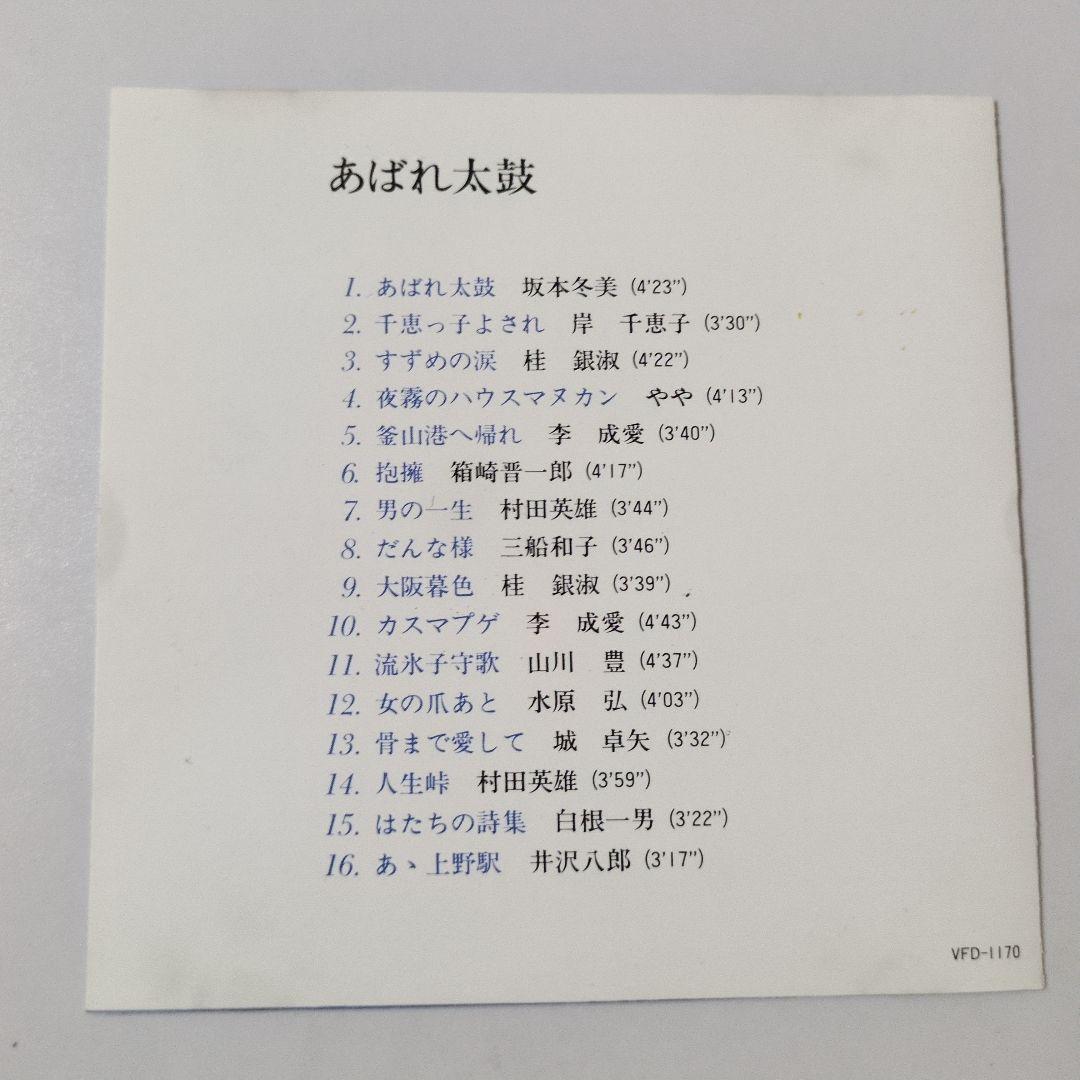 あばれ太鼓
1. あばれ太鼓 坂本冬美 (4'23")
2. 千恵っ子よされ 岸 千恵子 (3'30")
3. すずめの涙 桂 銀淑 (4'22")
4. 夜霧のハウスマヌカン やや (4'13")
5. 釜山港へ帰れ 李 成愛 (3'40")
6. 抱擁 箱崎晋一郎 (4'17")
7. 男の一生 村田英雄 (3'44")
8. だんな様 三船和子 (3'46")
9. 大阪暮色 桂 銀淑 (3'39")
10. カスマプゲ 李 成愛 (4'43")
11. 流氷子守歌 山川 豊 (4'37")
12. 女の爪あと 水原 弘 (4'03")
13. 骨まで愛して 城 卓矢 (3'32")
14. 人生峠 村田英雄 (3'59")
15. はたちの詩集 白根一男 (3'22")
16. あゝ上野駅 井沢八郎 (3'17")
VFD-1170